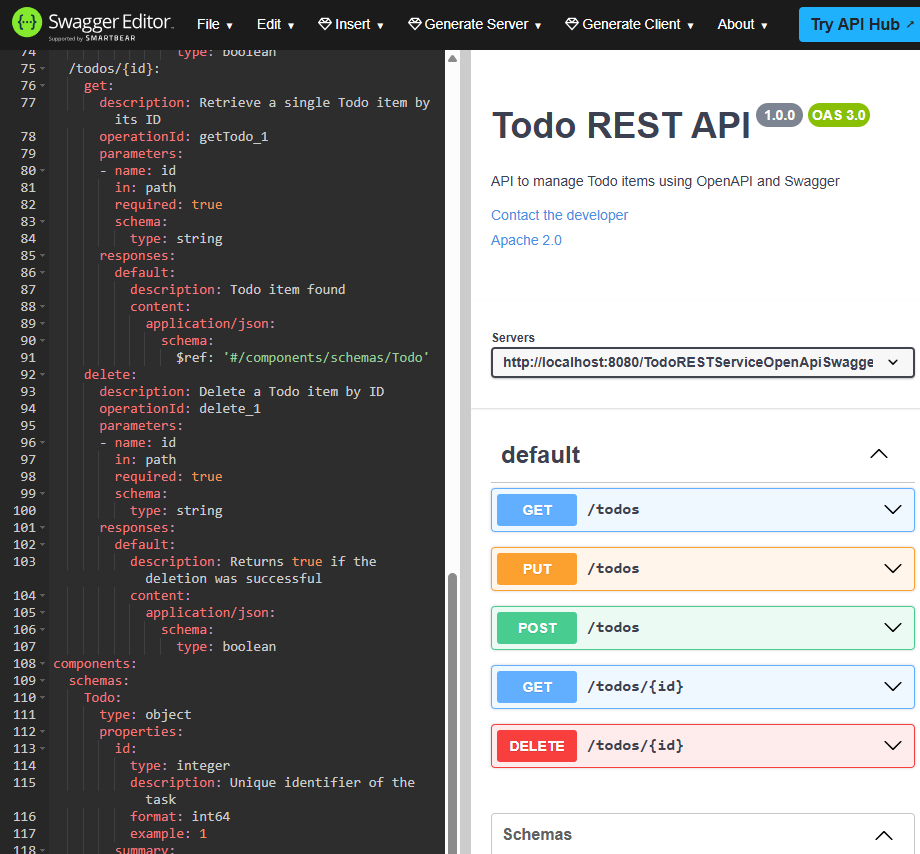 Swagger Editor.
Supported by SMARTBEAR
File ▾ Edit ▾ Insert ▾ Generate Server ▾ Generate Client ▾ About ▾ Try API Hub ↗
74 type: boolean
75 /todos/{id}:
76 get:
77 description: Retrieve a single Todo item by
its ID
78 operationId: getTodo_1
79 parameters:
80 - name: id
81 in: path
82 required: true
83 schema:
84 type: string
85 responses:
86 default:
87 description: Todo item found
88 content:
89 application/json:
90 schema:
91 $ref: '#/components/schemas/Todo'
92 delete:
93 description: Delete a Todo item by ID
94 operationId: delete_1
95 parameters:
96 - name: id
97 in: path
98 required: true
99 schema:
100 type: string
101 responses:
102 default:
103 description: Returns true if the
deletion was successful
104 content:
105 application/json:
106 schema:
107 type: boolean
108 components:
109 schemas:
110 Todo:
111 type: object
112 properties:
113 id:
114 type: integer
115 description: Unique identifier of the
task
116 format: int64
117 example: 1
118 summary:
Todo REST API 1.0.0 OAS 3.0
API to manage Todo items using OpenAPI and Swagger
Contact the developer
Apache 2.0
Servers
http://localhost:8080/TodoRESTServiceOpenApiSwagge
default
GET /todos
PUT /todos
POST /todos
GET /todos/{id}
DELETE /todos/{id}
Schemas